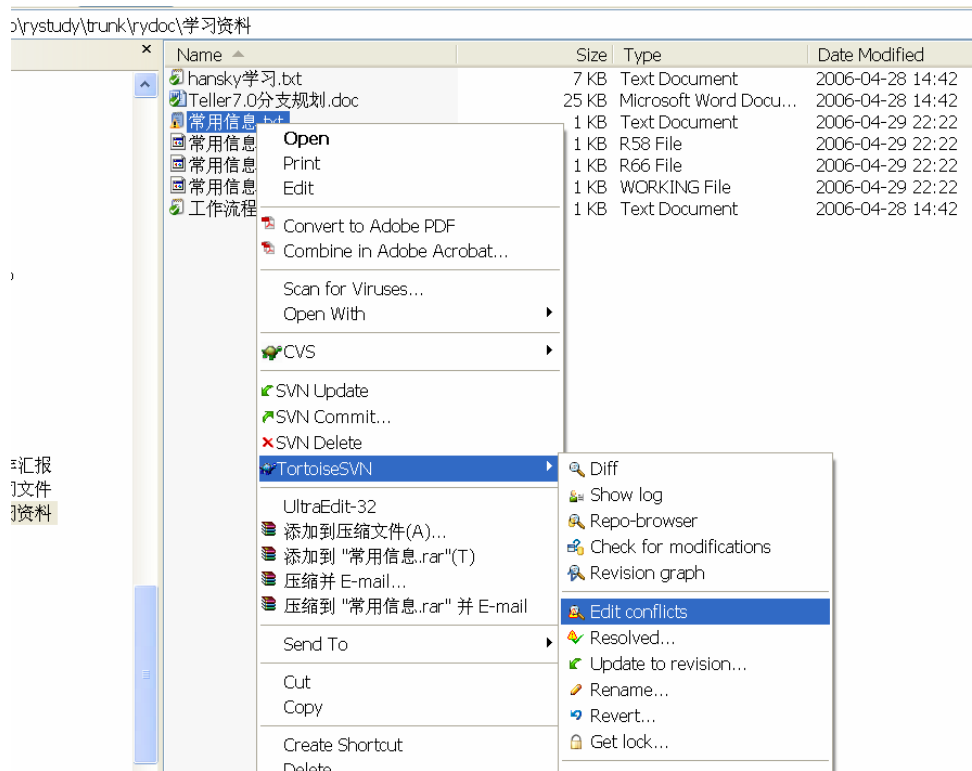 o\rystudy\trunk\rydoc\学习资料
Name Size Type Date Modified
hansky学习.txt 7 KB Text Document 2006-04-28 14:42
Teller7.0分支规划.doc 25 KB Microsoft Word Docu... 2006-04-28 14:42
常用信息.txt 1 KB Text Document 2006-04-29 22:22
常用信息 1 KB R58 File 2006-04-29 22:22
常用信息 1 KB R66 File 2006-04-29 22:22
常用信息 1 KB WORKING File 2006-04-29 22:22
工作流程 1 KB Text Document 2006-04-28 14:42
Open
Print
Edit
Convert to Adobe PDF
Combine in Adobe Acrobat...
Scan for Viruses...
Open With
CVS
SVN Update
SVN Commit...
SVN Delete
TortoiseSVN
UltraEdit-32
添加到压缩文件(A)...
添加到 "常用信息.rar"(T)
压缩并 E-mail...
压缩到 "常用信息.rar" 并 E-mail
Send To
Cut
Copy
Create Shortcut
Delete
汇报
文件
资料
Diff
Show log
Repo-browser
Check for modifications
Revision graph
Edit conflicts
Resolved...
Update to revision...
Rename...
Revert...
Get lock...